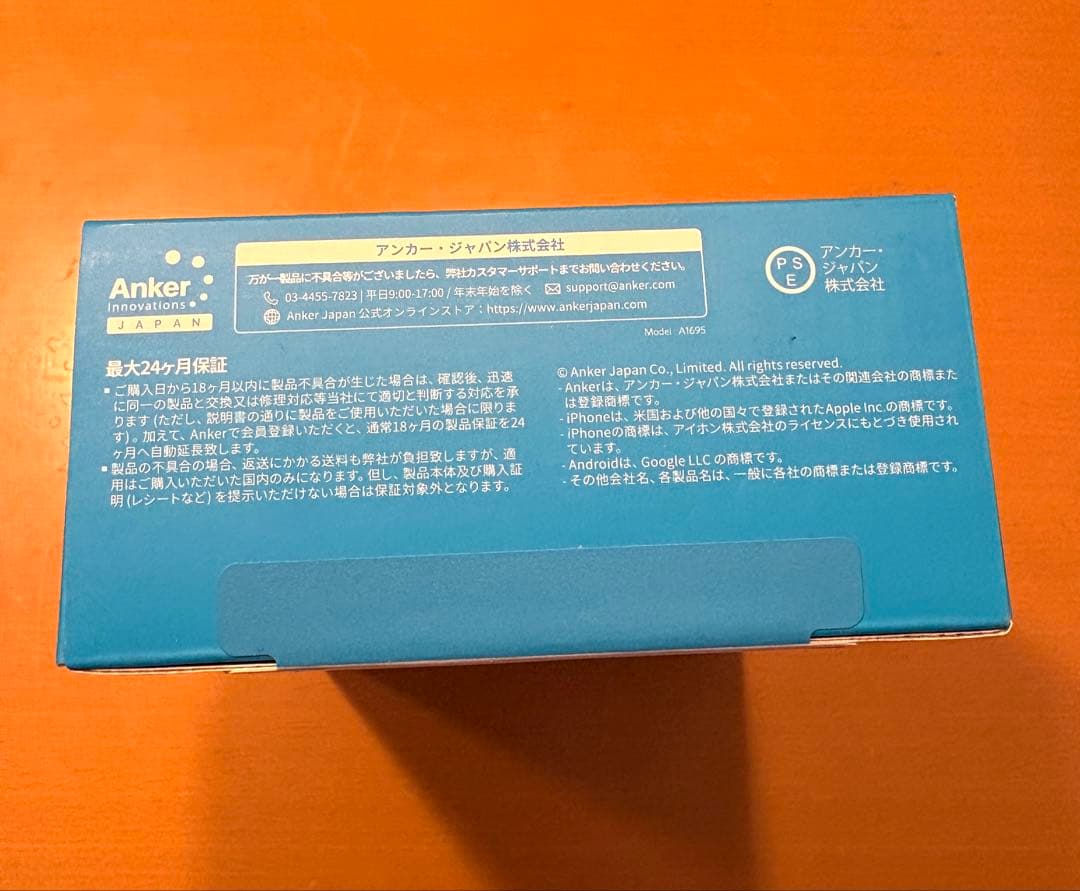 Anker
Innovations
JAPAN
アンカー・ジャパン株式会社
万が一製品に不具合等がございましたら、弊社カスタマーサポートまでお問い合わせください。
03-4455-7823 | 平日9:00-17:00 / 年末年始を除く support@anker.com
Anker Japan 公式オンラインストア：https://www.ankerjapan.com
Model : A1695
PSE
アンカー・
ジャパン
株式会社
最大24ヶ月保証
▪ ご購入日から18ヶ月以内に製品不具合が生じた場合は、確認後、迅速
に同一の製品と交換又は修理対応等当社にて適切と判断する対応を承
ります (ただし、説明書の通りに製品をご使用いただいた場合に限りま
す) 。加えて、Ankerで会員登録いただくと、通常18ヶ月の製品保証を24
ヶ月へ自動延長致します。
▪ 製品の不具合の場合、返送にかかる送料も弊社が負担致しますが、適
用はご購入いただいた国内のみになります。但し、製品本体及び購入証
明 (レシートなど) を提示いただけない場合は保証対象外となります。
© Anker Japan Co., Limited. All rights reserved.
- Ankerは、アンカー・ジャパン株式会社またはその関連会社の商標また
は登録商標です。
- iPhoneは、米国および他の国々で登録されたApple Inc.の商標です。
- iPhoneの商標は、アイホン株式会社のライセンスにもとづき使用され
ています。
- Androidは、Google LLC の商標です。
- その他会社名、各製品名は、一般に各社の商標または登録商標です。